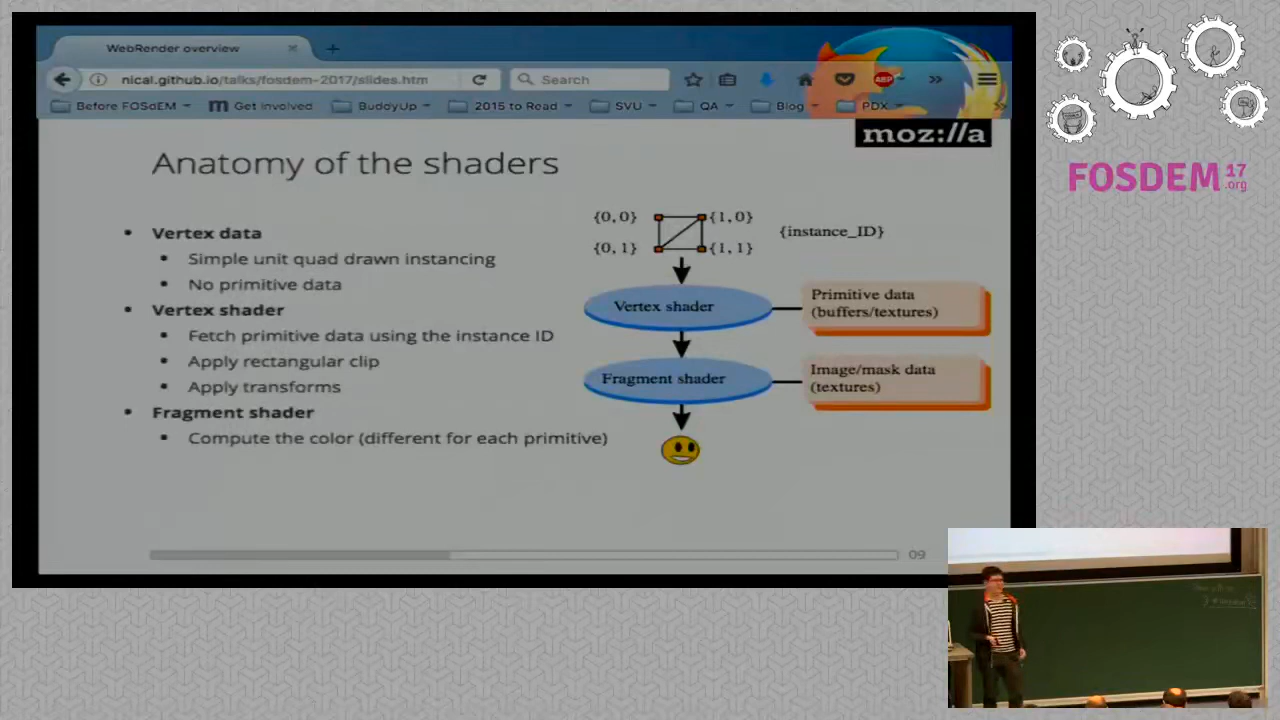 WebRender overview
nical.github.io/talks/fosdem-2017/slides.htm
Search
ABP
Before FOSdEM
Get Involved
BuddyUp
2015 to Read
SVU
QA
Blog
PDX
moz://a
Anatomy of the shaders
Vertex data
Simple unit quad drawn instancing
No primitive data
Vertex shader
Fetch primitive data using the instance ID
Apply rectangular clip
Apply transforms
Fragment shader
Compute the color (different for each primitive)
{0, 0}
{1, 0}
{0, 1}
{1, 1}
{instance_ID}
Vertex shader
Primitive data
(buffers/textures)
Fragment shader
Image/mask data
(textures)
09
FOSDEM 17
.org